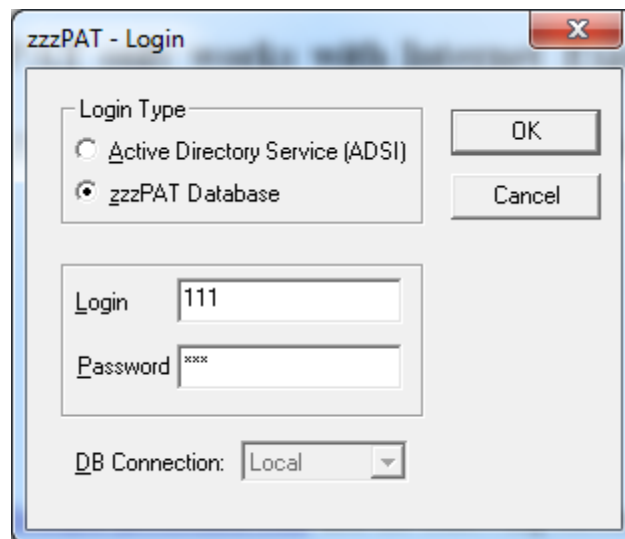 zzzPAT - Login
Login Type
Active Directory Service (ADSI)
zzzPAT Database
OK
Cancel
Login 111
Password ***
DB Connection: Local